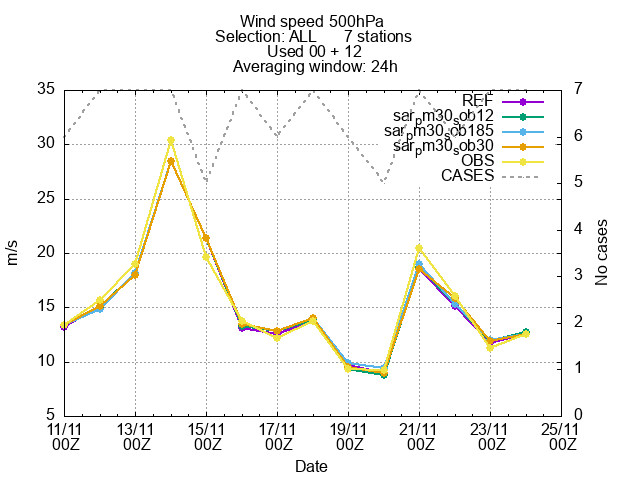 Wind speed 500hPa
Selection: ALL 7 stations
Used 00 + 12
Averaging window: 24h
35
30
25
20
15
10
5
m/s
7
6
5
4
3
2
1
0
No cases
REF
sar_pm30_sob12
sar_pm30_sob185
sar_pm30_sob30
OBS
CASES
11/11 13/11 15/11 17/11 19/11 21/11 23/11 25/11
00Z 00Z 00Z 00Z 00Z 00Z 00Z 00Z
Date